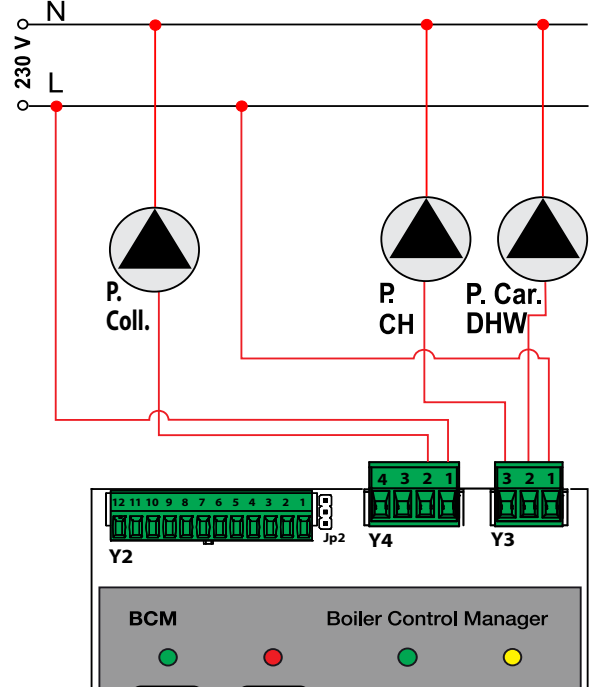 N
230 V
L
P.
Coll.
P.
CH
P. Car.
DHW
4 3 2 1
3 2 1
12 11 10 9 8 7 6 5 4 3 2 1
Jp2
Y4
Y3
Y2
BCM
Boiler Control Manager